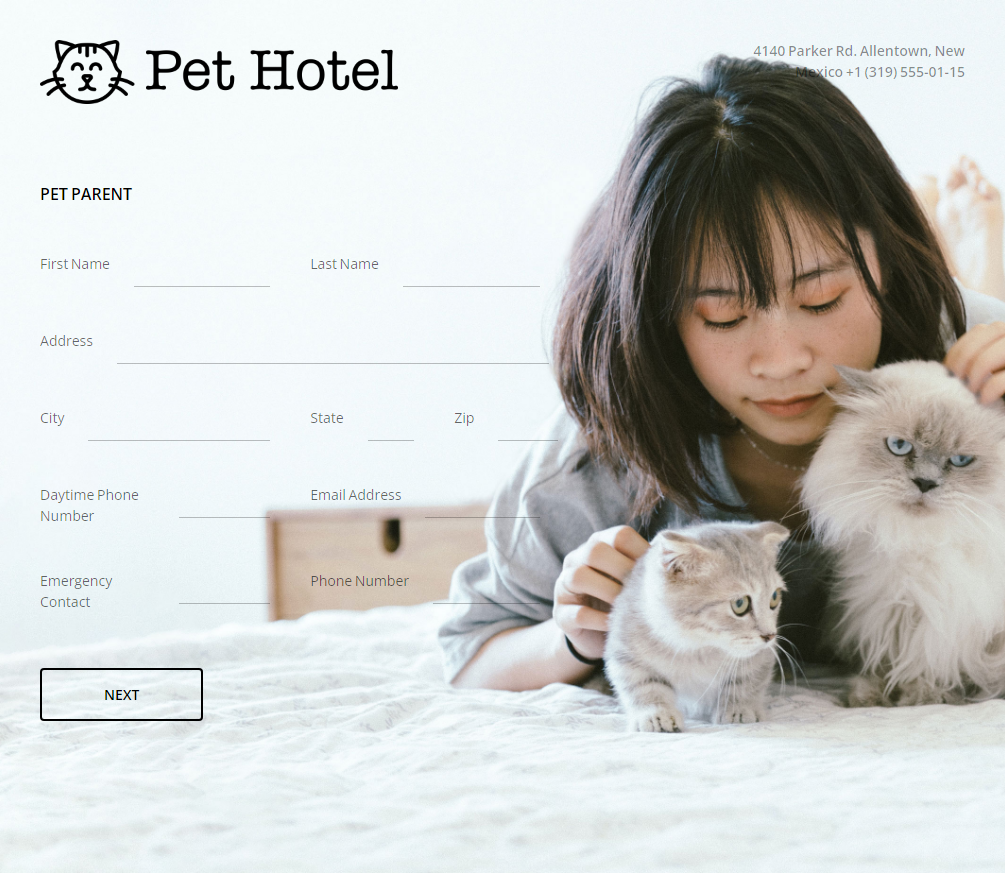 Pet Hotel
4140 Parker Rd. Allentown, New
Mexico +1 (319) 555-01-15
PET PARENT
First Name
Last Name
Address
City
State
Zip
Daytime Phone
Number
Email Address
Emergency
Contact
Phone Number
NEXT